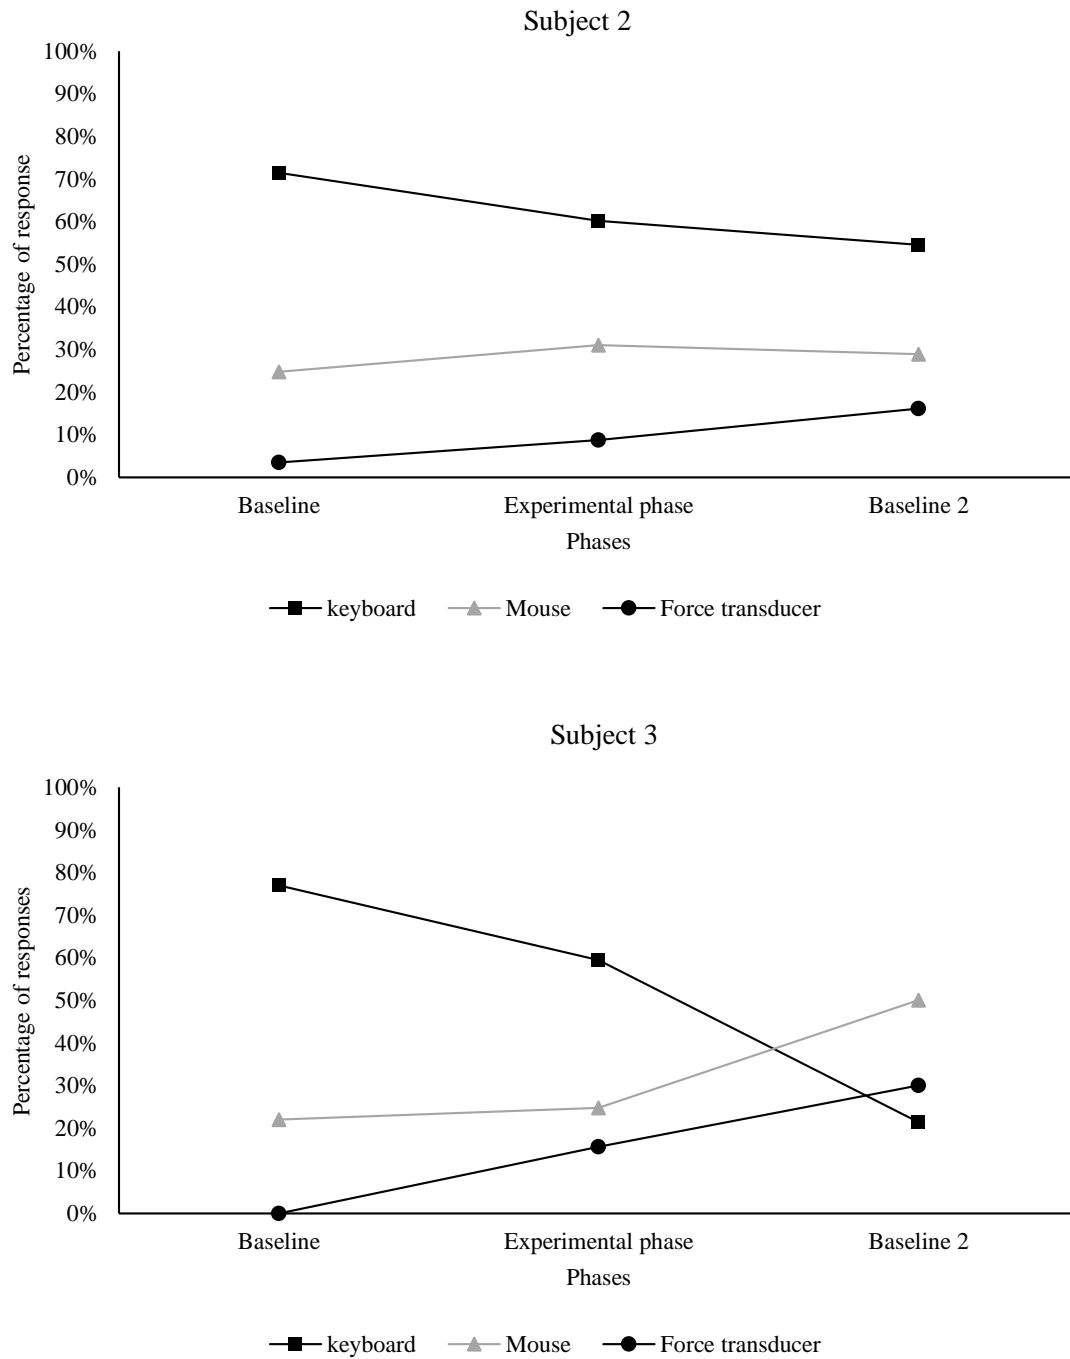 Subject 2
100%
90%
80%
70%
60%
50%
40%
30%
20%
10%
0%
Percentage of response
Baseline Experimental phase Baseline 2
Phases
keyboard Mouse Force transducer
Subject 3
100%
90%
80%
70%
60%
50%
40%
30%
20%
10%
0%
Percentage of responses
Baseline Experimental phase Baseline 2
Phases
keyboard Mouse Force transducer